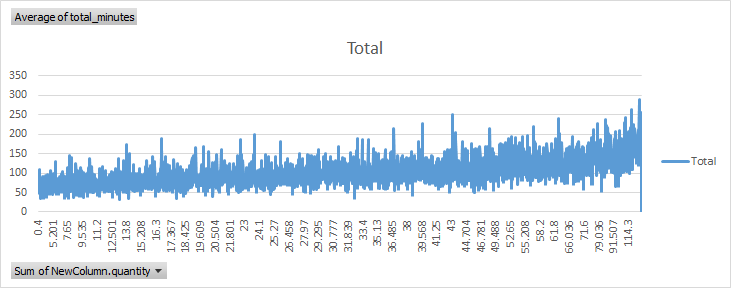 Average of total_minutes
Total
350
300
250
200
150
100
50
0
Total
0.4 5.201 7.65 9.535 11.2 12.501 13.8 15.208 16.3 17.367 18.425 19.609 20.504 21.801 23 24.1 25.27 26.458 27.97 29.295 30.777 31.839 33.4 35.13 36.485 38 39.568 41.25 43 44.704 46.781 49.488 52.65 55.208 58.2 61.8 66.036 71.6 79.036 91.507 114.3
Sum of NewColumn.quantity